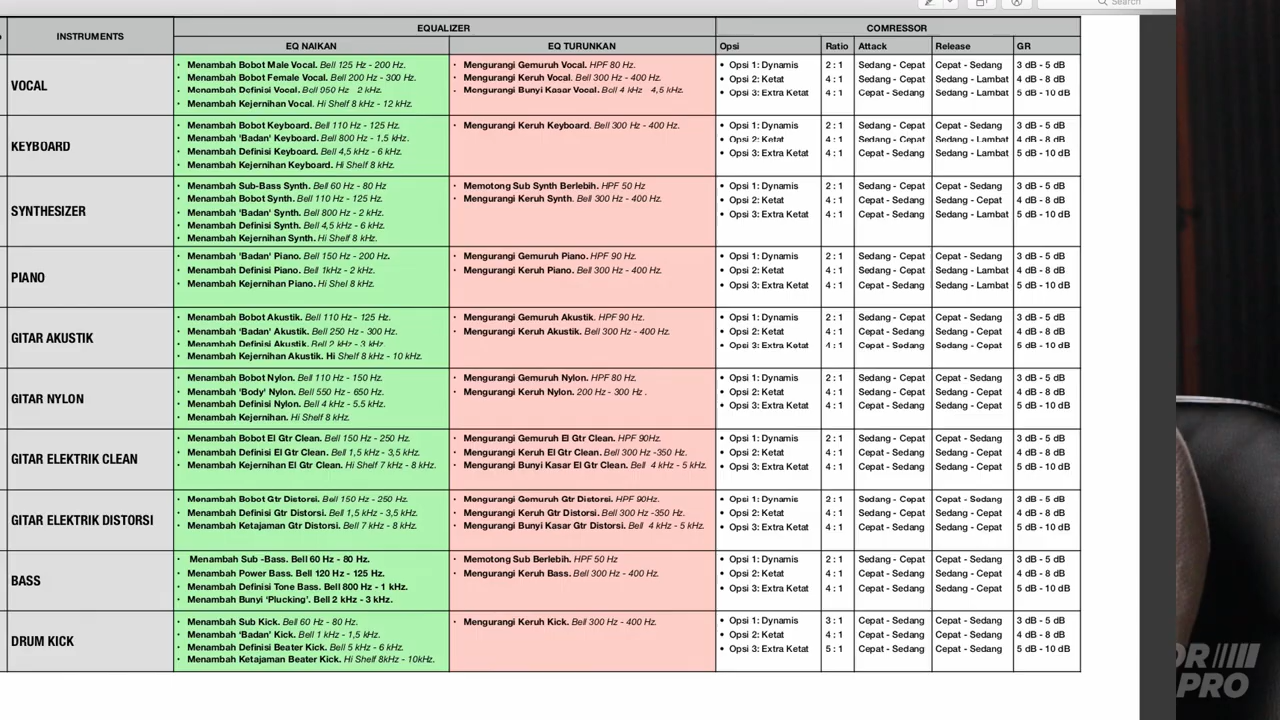 Search
INSTRUMENTS
EQUALIZER
COMRESSOR
EQ NAIKAN
EQ TURUNKAN
Opsi
Ratio
Attack
Release
GR
VOCAL
• Menambah Bobot Male Vocal. Bell 125 Hz - 200 Hz.
• Menambah Bobot Female Vocal. Bell 200 Hz - 300 Hz.
• Menambah Definisi Vocal. Bell 950 Hz - 2 kHz.
• Menambah Kejernihan Vocal. Hi Shelf 8 kHz - 12 kHz.
• Mengurangi Gemuruh Vocal. HPF 80 Hz.
• Mengurangi Keruh Vocal. Bell 300 Hz - 400 Hz.
• Mengurangi Bunyi Kasar Vocal. Bell 4 kHz - 4,5 kHz.
• Opsi 1: Dynamis 2 : 1 Sedang - Cepat Cepat - Sedang 3 dB - 5 dB
• Opsi 2: Ketat 4 : 1 Sedang - Cepat Sedang - Lambat 4 dB - 8 dB
• Opsi 3: Extra Ketat 4 : 1 Cepat - Sedang Sedang - Lambat 5 dB - 10 dB
KEYBOARD
• Menambah Bobot Keyboard. Bell 110 Hz - 125 Hz.
• Menambah 'Badan' Keyboard. Bell 800 Hz - 1.5 kHz.
• Menambah Definisi Keyboard. Bell 4,5 kHz - 6 kHz.
• Menambah Kejernihan Keyboard. Hi Shelf 8 kHz.
• Mengurangi Keruh Keyboard. Bell 300 Hz - 400 Hz.
• Opsi 1: Dynamis 2 : 1 Sedang - Cepat Cepat - Sedang 3 dB - 5 dB
• Opsi 2: Ketat 4 : 1 Sedang - Cepat Sedang - Lambat 4 dB - 8 dB
• Opsi 3: Extra Ketat 4 : 1 Cepat - Sedang Sedang - Lambat 5 dB - 10 dB
SYNTHESIZER
• Menambah Sub-Bass Synth. Bell 60 Hz - 80 Hz
• Menambah Bobot Synth. Bell 110 Hz - 125 Hz.
• Menambah 'Badan' Synth. Bell 800 Hz - 2 kHz.
• Menambah Definisi Synth. Bell 4,5 kHz - 6 kHz.
• Menambah Kejernihan Synth. Hi Shelf 8 kHz.
• Memotong Sub Synth Berlebih. HPF 50 Hz
• Mengurangi Keruh Synth. Bell 300 Hz - 400 Hz.
• Opsi 1: Dynamis 2 : 1 Sedang - Cepat Cepat - Sedang 3 dB - 5 dB
• Opsi 2: Ketat 4 : 1 Sedang - Cepat Cepat - Sedang 4 dB - 8 dB
• Opsi 3: Extra Ketat 4 : 1 Cepat - Sedang Sedang - Lambat 5 dB - 10 dB
PIANO
• Menambah 'Badan' Piano. Bell 150 Hz - 200 Hz.
• Menambah Definisi Piano. Bell 1kHz - 2 kHz.
• Menambah Kejernihan Piano. Hi Shel 8 kHz.
• Mengurangi Gemuruh Piano. HPF 90 Hz.
• Mengurangi Keruh Piano. Bell 300 Hz - 400 Hz.
• Opsi 1: Dynamis 2 : 1 Sedang - Cepat Cepat - Sedang 3 dB - 5 dB
• Opsi 2: Ketat 4 : 1 Sedang - Cepat Sedang - Lambat 4 dB - 8 dB
• Opsi 3: Extra Ketat 4 : 1 Cepat - Sedang Sedang - Lambat 5 dB - 10 dB
GITAR AKUSTIK
• Menambah Bobot Akustik. Bell 110 Hz - 125 Hz.
• Menambah 'Badan' Akustik. Bell 250 Hz - 300 Hz.
• Menambah Definisi Akustik. Bell 2 kHz - 3 kHz.
• Menambah Kejernihan Akustik. Hi Shelf 8 kHz - 10 kHz.
• Mengurangi Gemuruh Akustik. HPF 90 Hz.
• Mengurangi Keruh Akustik. Bell 300 Hz - 400 Hz.
• Opsi 1: Dynamis 2 : 1 Sedang - Cepat Cepat - Sedang 3 dB - 5 dB
• Opsi 2: Ketat 4 : 1 Sedang - Cepat Sedang - Cepat 4 dB - 8 dB
• Opsi 3: Extra Ketat 4 : 1 Cepat - Sedang Sedang - Cepat 5 dB - 10 dB
GITAR NYLON
• Menambah Bobot Nylon. Bell 110 Hz - 150 Hz.
• Menambah 'Body' Nylon. Bell 550 Hz - 650 Hz.
• Menambah Definisi Nylon. Bell 4 kHz - 5.5 kHz.
• Menambah Kejernihan. Hi Shelf 8 kHz.
• Mengurangi Gemuruh Nylon. HPF 80 Hz.
• Mengurangi Keruh Nylon. 200 Hz - 300 Hz .
• Opsi 1: Dynamis 2 : 1 Sedang - Cepat Cepat - Sedang 3 dB - 5 dB
• Opsi 2: Ketat 4 : 1 Sedang - Cepat Sedang - Cepat 4 dB - 8 dB
• Opsi 3: Extra Ketat 4 : 1 Cepat - Sedang Sedang - Cepat 5 dB - 10 dB
GITAR ELEKTRIK CLEAN
• Menambah Bobot El Gtr Clean. Bell 150 Hz - 250 Hz.
• Menambah Definisi El Gtr Clean. Bell 1,5 kHz - 3,5 kHz.
• Menambah Kejernihan El Gtr Clean. Hi Shelf 7 kHz - 8 kHz.
• Mengurangi Gemuruh El Gtr Clean. HPF 90Hz.
• Mengurangi Keruh El Gtr Clean. Bell 300 Hz -350 Hz.
• Mengurangi Bunyi Kasar El Gtr Clean. Bell 4 kHz - 5 kHz.
• Opsi 1: Dynamis 2 : 1 Sedang - Cepat Cepat - Sedang 3 dB - 5 dB
• Opsi 2: Ketat 4 : 1 Sedang - Cepat Sedang - Cepat 4 dB - 8 dB
• Opsi 3: Extra Ketat 4 : 1 Cepat - Sedang Sedang - Cepat 5 dB - 10 dB
GITAR ELEKTRIK DISTORSI
• Menambah Bobot Gtr Distorsi. Bell 150 Hz - 250 Hz.
• Menambah Definisi Gtr Distorsi. Bell 1,5 kHz - 3,5 kHz.
• Menambah Ketajaman Gtr Distorsi. Bell 7 kHz - 8 kHz.
• Mengurangi Gemuruh Gtr Distorsi. HPF 90Hz.
• Mengurangi Keruh Gtr Distorsi. Bell 300 Hz -350 Hz.
• Mengurangi Bunyi Kasar Gtr Distorsi. Bell 4 kHz - 5 kHz.
• Opsi 1: Dynamis 2 : 1 Sedang - Cepat Cepat - Sedang 3 dB - 5 dB
• Opsi 2: Ketat 4 : 1 Sedang - Cepat Sedang - Cepat 4 dB - 8 dB
• Opsi 3: Extra Ketat 4 : 1 Cepat - Sedang Sedang - Cepat 5 dB - 10 dB
BASS
• Menambah Sub -Bass. Bell 60 Hz - 80 Hz.
• Menambah Power Bass. Bell 120 Hz - 125 Hz.
• Menambah Definisi Tone Bass. Bell 800 Hz - 1 kHz.
• Menambah Bunyi 'Plucking'. Bell 2 kHz - 3 kHz.
• Memotong Sub Berlebih. HPF 50 Hz
• Mengurangi Keruh Bass. Bell 300 Hz - 400 Hz.
• Opsi 1: Dynamis 2 : 1 Sedang - Cepat Cepat - Sedang 3 dB - 5 dB
• Opsi 2: Ketat 4 : 1 Sedang - Cepat Sedang - Cepat 4 dB - 8 dB
• Opsi 3: Extra Ketat 4 : 1 Cepat - Sedang Sedang - Cepat 5 dB - 10 dB
DRUM KICK
• Menambah Sub Kick. Bell 60 Hz - 80 Hz.
• Menambah 'Badan' Kick. Bell 1 kHz - 1,5 kHz.
• Menambah Definisi Beater Kick. Bell 5 kHz - 6 kHz.
• Menambah Ketajaman Beater Kick. Hi Shelf 8kHz - 10kHz.
• Mengurangi Keruh Kick. Bell 300 Hz - 400 Hz.
• Opsi 1: Dynamis 3 : 1 Sedang - Cepat Cepat - Sedang 3 dB - 5 dB
• Opsi 2: Ketat 4 : 1 Sedang - Cepat Sedang - Cepat 4 dB - 8 dB
• Opsi 3: Extra Ketat 5 : 1 Cepat - Sedang Sedang - Cepat 5 dB - 10 dB
OR
PRO